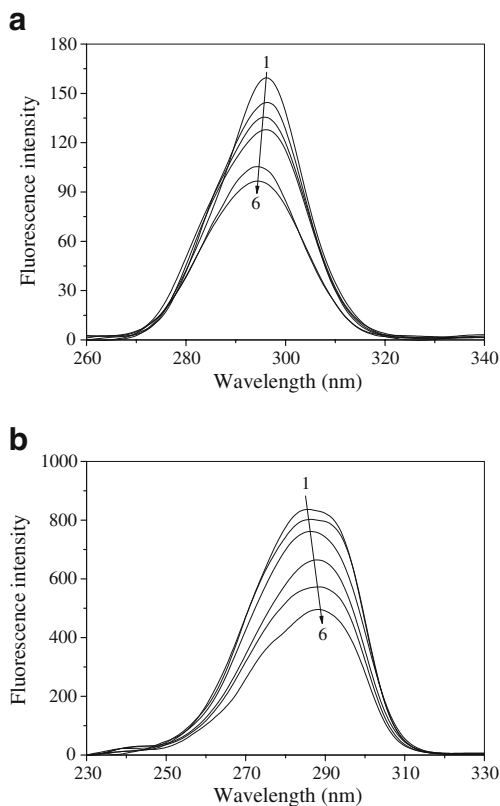 a
180
150
120
90
60
30
0
1
6
260 280 300 320 340
Fluorescence intensity
Wavelength (nm)
b
1000
800
600
400
200
0
1
6
230 250 270 290 310 330
Fluorescence intensity
Wavelength (nm)